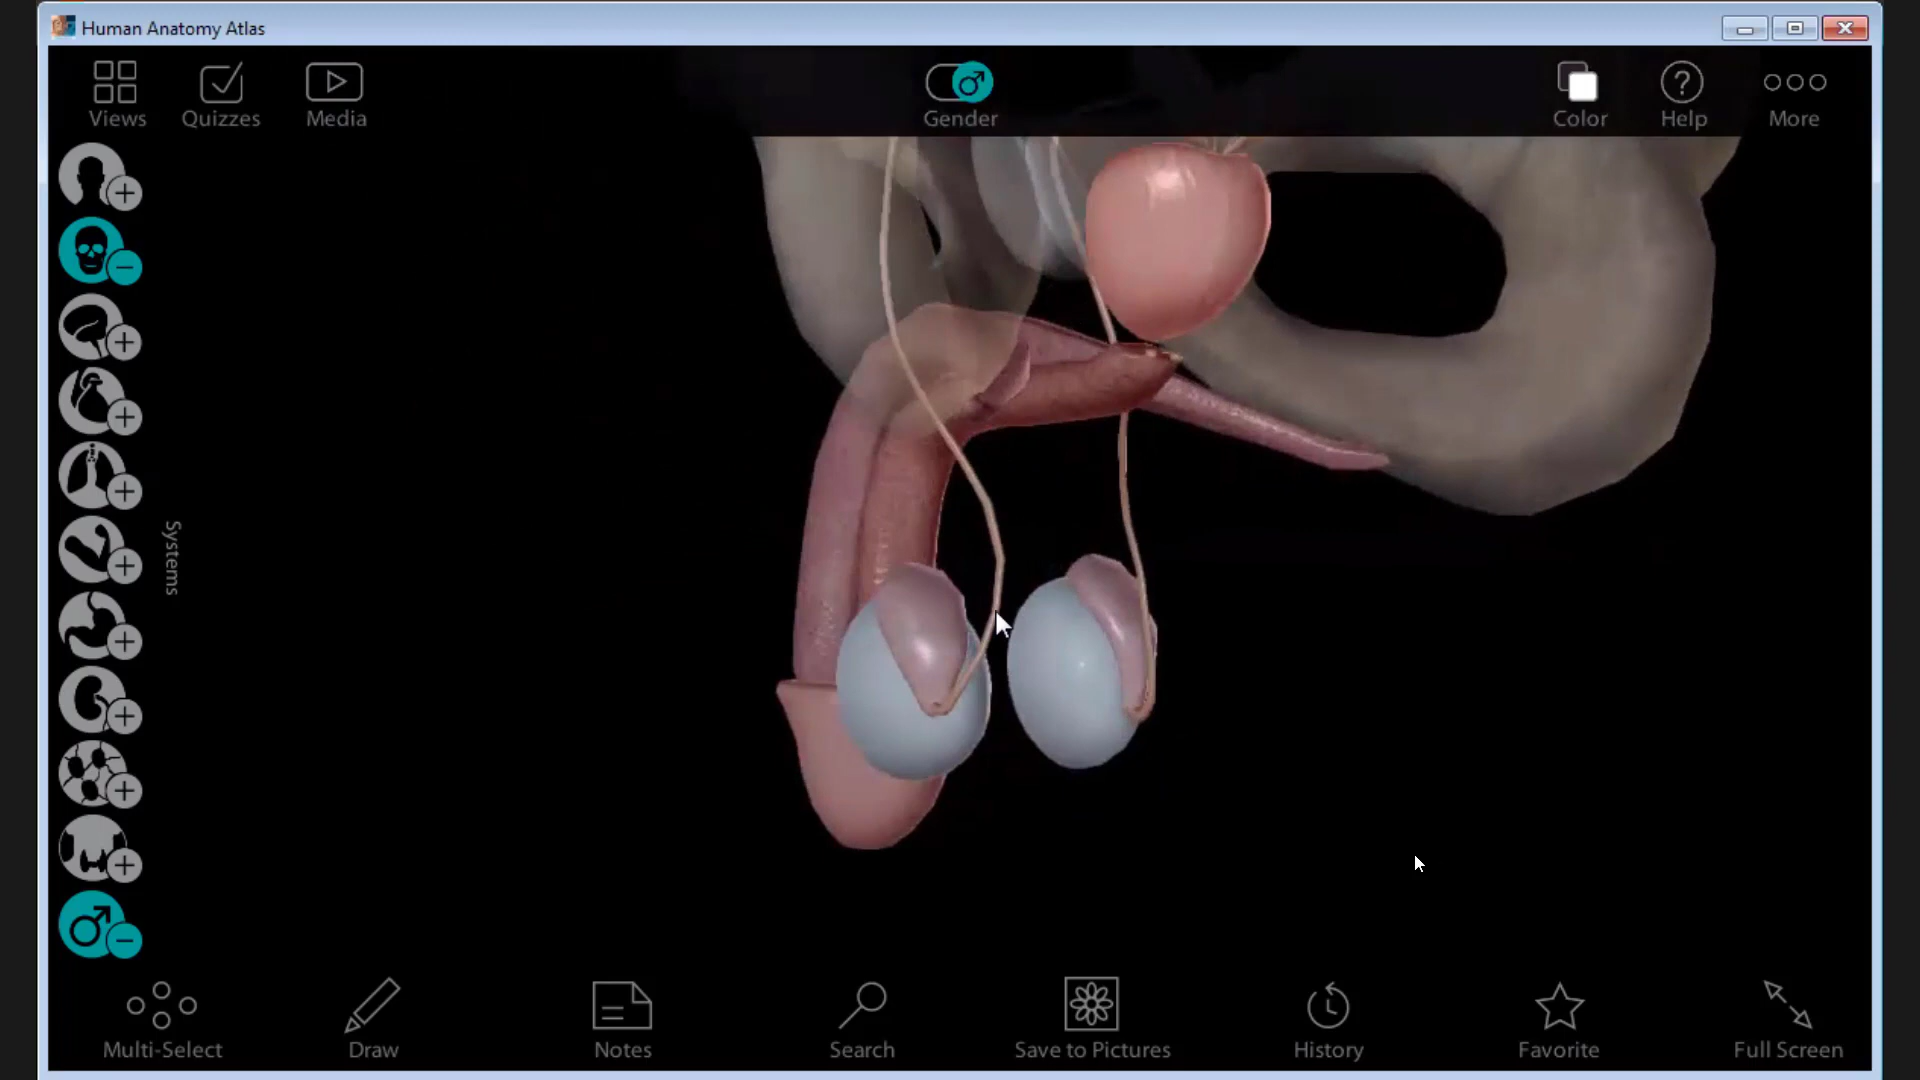 Human Anatomy Atlas
Views
Quizzes
Media
Gender
Color
Help
More
Systems
Multi-Select
Draw
Notes
Search
Save to Pictures
History
Favorite
Full Screen